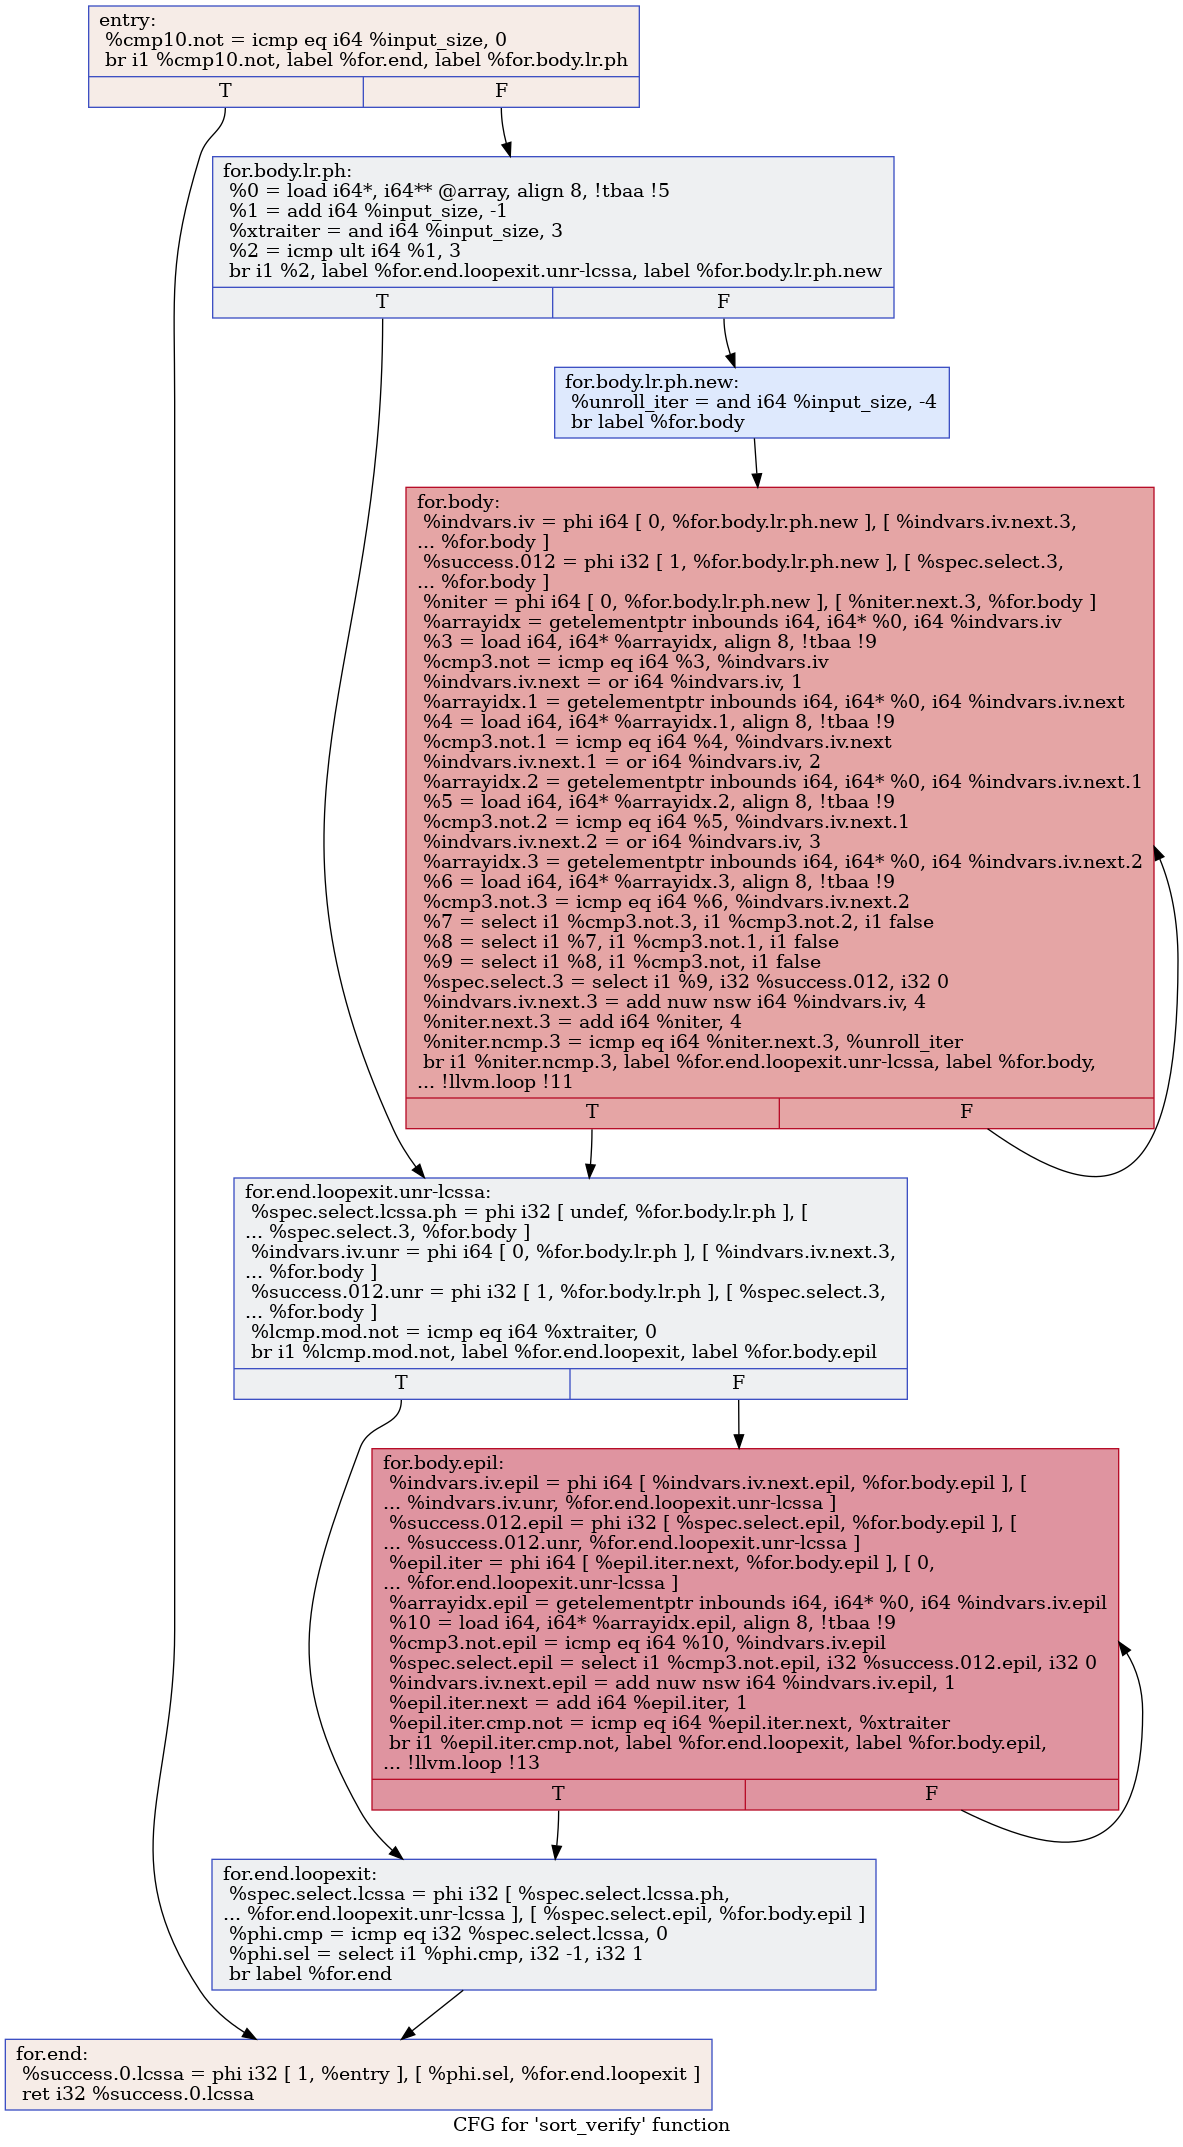 entry:
%cmp10.not = icmp eq i64 %input_size, 0
br i1 %cmp10.not, label %for.end, label %for.body.lr.ph
T F
for.body.lr.ph:
%0 = load i64*, i64** @array, align 8, !tbaa !5
%1 = add i64 %input_size, -1
%xtraiter = and i64 %input_size, 3
%2 = icmp ult i64 %1, 3
br i1 %2, label %for.end.loopexit.unr-lcssa, label %for.body.lr.ph.new
T F
for.body.lr.ph.new:
%unroll_iter = and i64 %input_size, -4
br label %for.body
for.body:
%indvars.iv = phi i64 [ 0, %for.body.lr.ph.new ], [ %indvars.iv.next.3,
... %for.body ]
%success.012 = phi i32 [ 1, %for.body.lr.ph.new ], [ %spec.select.3,
... %for.body ]
%niter = phi i64 [ 0, %for.body.lr.ph.new ], [ %niter.next.3, %for.body ]
%arrayidx = getelementptr inbounds i64, i64* %0, i64 %indvars.iv
%3 = load i64, i64* %arrayidx, align 8, !tbaa !9
%cmp3.not = icmp eq i64 %3, %indvars.iv
%indvars.iv.next = or i64 %indvars.iv, 1
%arrayidx.1 = getelementptr inbounds i64, i64* %0, i64 %indvars.iv.next
%4 = load i64, i64* %arrayidx.1, align 8, !tbaa !9
%cmp3.not.1 = icmp eq i64 %4, %indvars.iv.next
%indvars.iv.next.1 = or i64 %indvars.iv, 2
%arrayidx.2 = getelementptr inbounds i64, i64* %0, i64 %indvars.iv.next.1
%5 = load i64, i64* %arrayidx.2, align 8, !tbaa !9
%cmp3.not.2 = icmp eq i64 %5, %indvars.iv.next.1
%indvars.iv.next.2 = or i64 %indvars.iv, 3
%arrayidx.3 = getelementptr inbounds i64, i64* %0, i64 %indvars.iv.next.2
%6 = load i64, i64* %arrayidx.3, align 8, !tbaa !9
%cmp3.not.3 = icmp eq i64 %6, %indvars.iv.next.2
%7 = select i1 %cmp3.not.3, i1 %cmp3.not.2, i1 false
%8 = select i1 %7, i1 %cmp3.not.1, i1 false
%9 = select i1 %8, i1 %cmp3.not, i1 false
%spec.select.3 = select i1 %9, i32 %success.012, i32 0
%indvars.iv.next.3 = add nuw nsw i64 %indvars.iv, 4
%niter.next.3 = add i64 %niter, 4
%niter.ncmp.3 = icmp eq i64 %niter.next.3, %unroll_iter
br i1 %niter.ncmp.3, label %for.end.loopexit.unr-lcssa, label %for.body,
... !llvm.loop !11
T F
for.end.loopexit.unr-lcssa:
%spec.select.lcssa.ph = phi i32 [ undef, %for.body.lr.ph ], [
... %spec.select.3, %for.body ]
%indvars.iv.unr = phi i64 [ 0, %for.body.lr.ph ], [ %indvars.iv.next.3,
... %for.body ]
%success.012.unr = phi i32 [ 1, %for.body.lr.ph ], [ %spec.select.3,
... %for.body ]
%lcmp.mod.not = icmp eq i64 %xtraiter, 0
br i1 %lcmp.mod.not, label %for.end.loopexit, label %for.body.epil
T F
for.body.epil:
%indvars.iv.epil = phi i64 [ %indvars.iv.next.epil, %for.body.epil ], [
... %indvars.iv.unr, %for.end.loopexit.unr-lcssa ]
%success.012.epil = phi i32 [ %spec.select.epil, %for.body.epil ], [
... %success.012.unr, %for.end.loopexit.unr-lcssa ]
%epil.iter = phi i64 [ %epil.iter.next, %for.body.epil ], [ 0,
... %for.end.loopexit.unr-lcssa ]
%arrayidx.epil = getelementptr inbounds i64, i64* %0, i64 %indvars.iv.epil
%10 = load i64, i64* %arrayidx.epil, align 8, !tbaa !9
%cmp3.not.epil = icmp eq i64 %10, %indvars.iv.epil
%spec.select.epil = select i1 %cmp3.not.epil, i32 %success.012.epil, i32 0
%indvars.iv.next.epil = add nuw nsw i64 %indvars.iv.epil, 1
%epil.iter.next = add i64 %epil.iter, 1
%epil.iter.cmp.not = icmp eq i64 %epil.iter.next, %xtraiter
br i1 %epil.iter.cmp.not, label %for.end.loopexit, label %for.body.epil,
... !llvm.loop !13
T F
for.end.loopexit:
%spec.select.lcssa = phi i32 [ %spec.select.lcssa.ph,
... %for.end.loopexit.unr-lcssa ], [ %spec.select.epil, %for.body.epil ]
%phi.cmp = icmp eq i32 %spec.select.lcssa, 0
%phi.sel = select i1 %phi.cmp, i32 -1, i32 1
br label %for.end
for.end:
%success.0.lcssa = phi i32 [ 1, %entry ], [ %phi.sel, %for.end.loopexit ]
ret i32 %success.0.lcssa
CFG for 'sort_verify' function